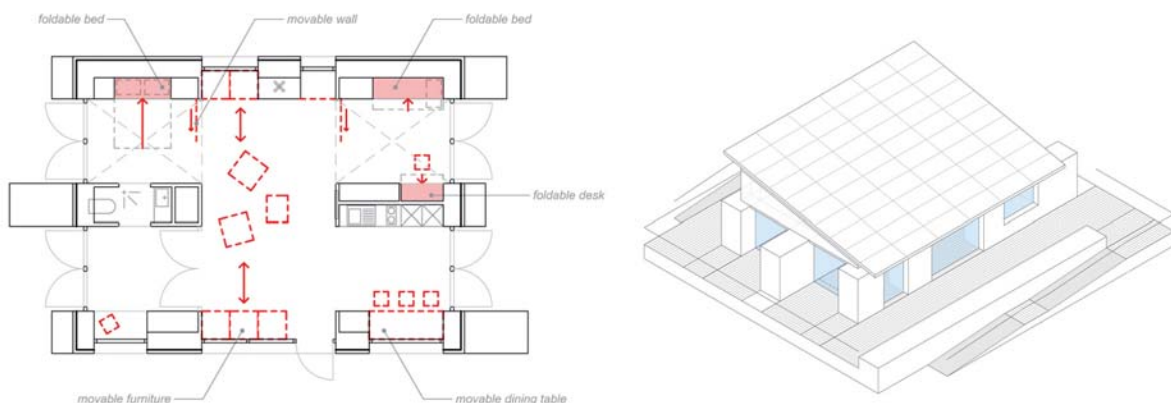 foldable bed
movable wall
foldable bed
foldable desk
movable furniture
movable dining table